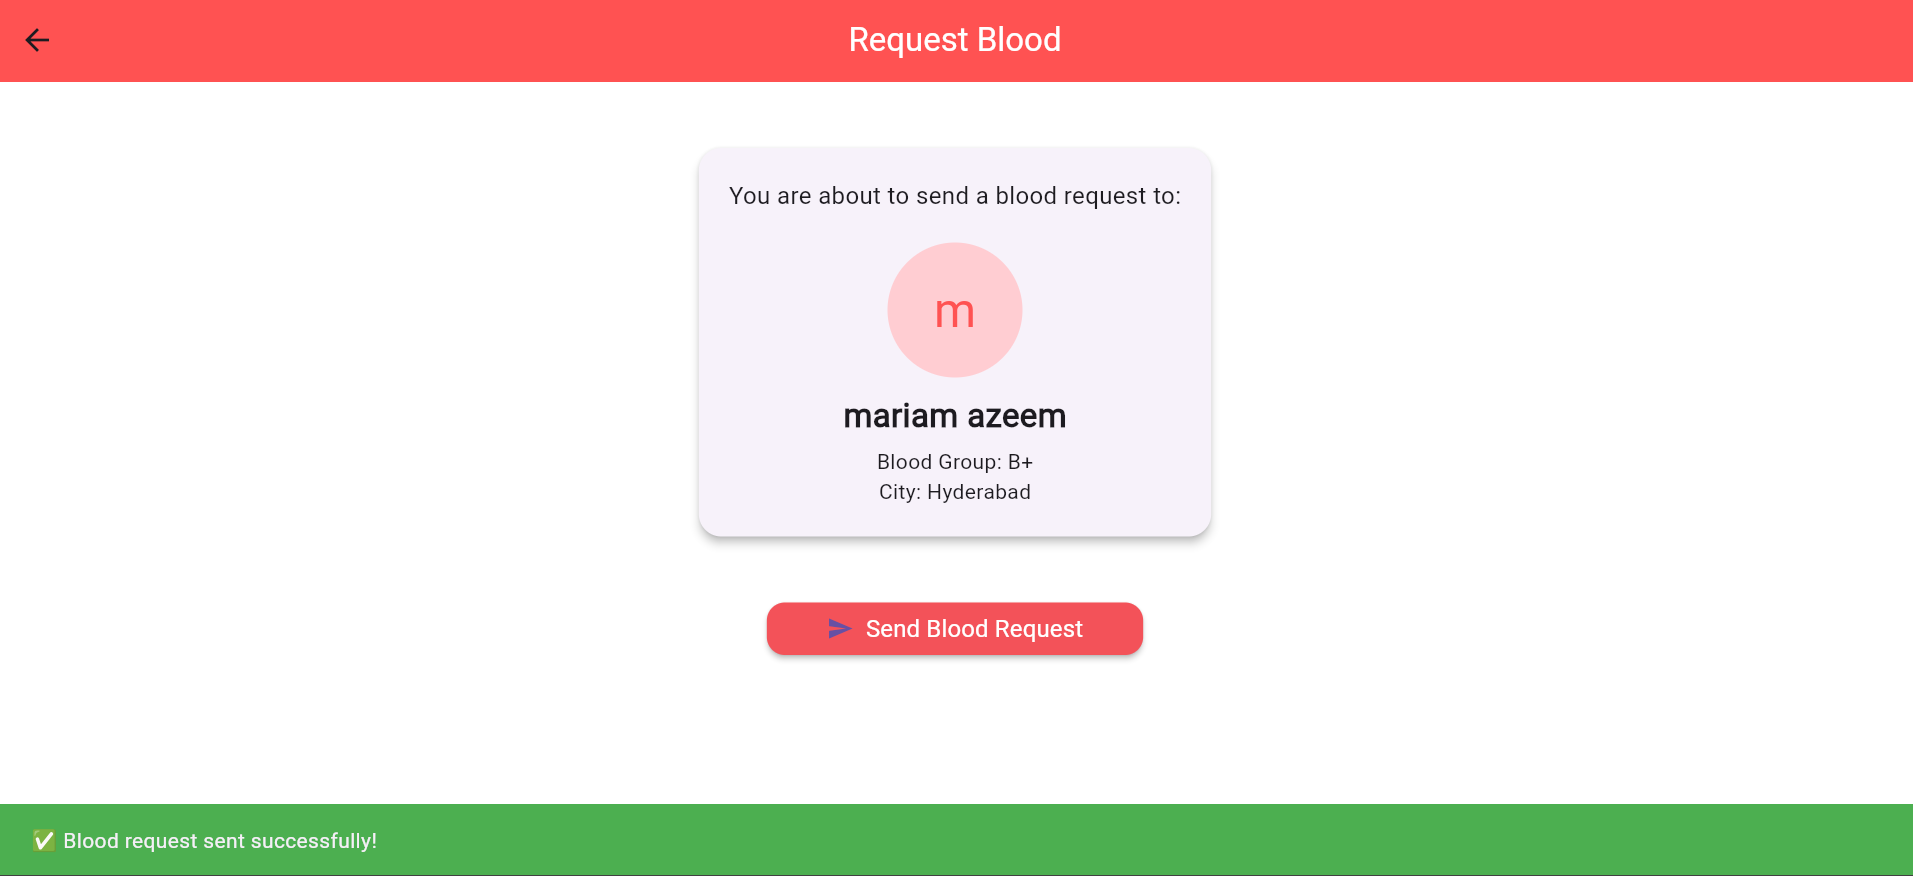 Request Blood
You are about to send a blood request to:
m
mariam azeem
Blood Group: B+
City: Hyderabad
Send Blood Request
✅ Blood request sent successfully!